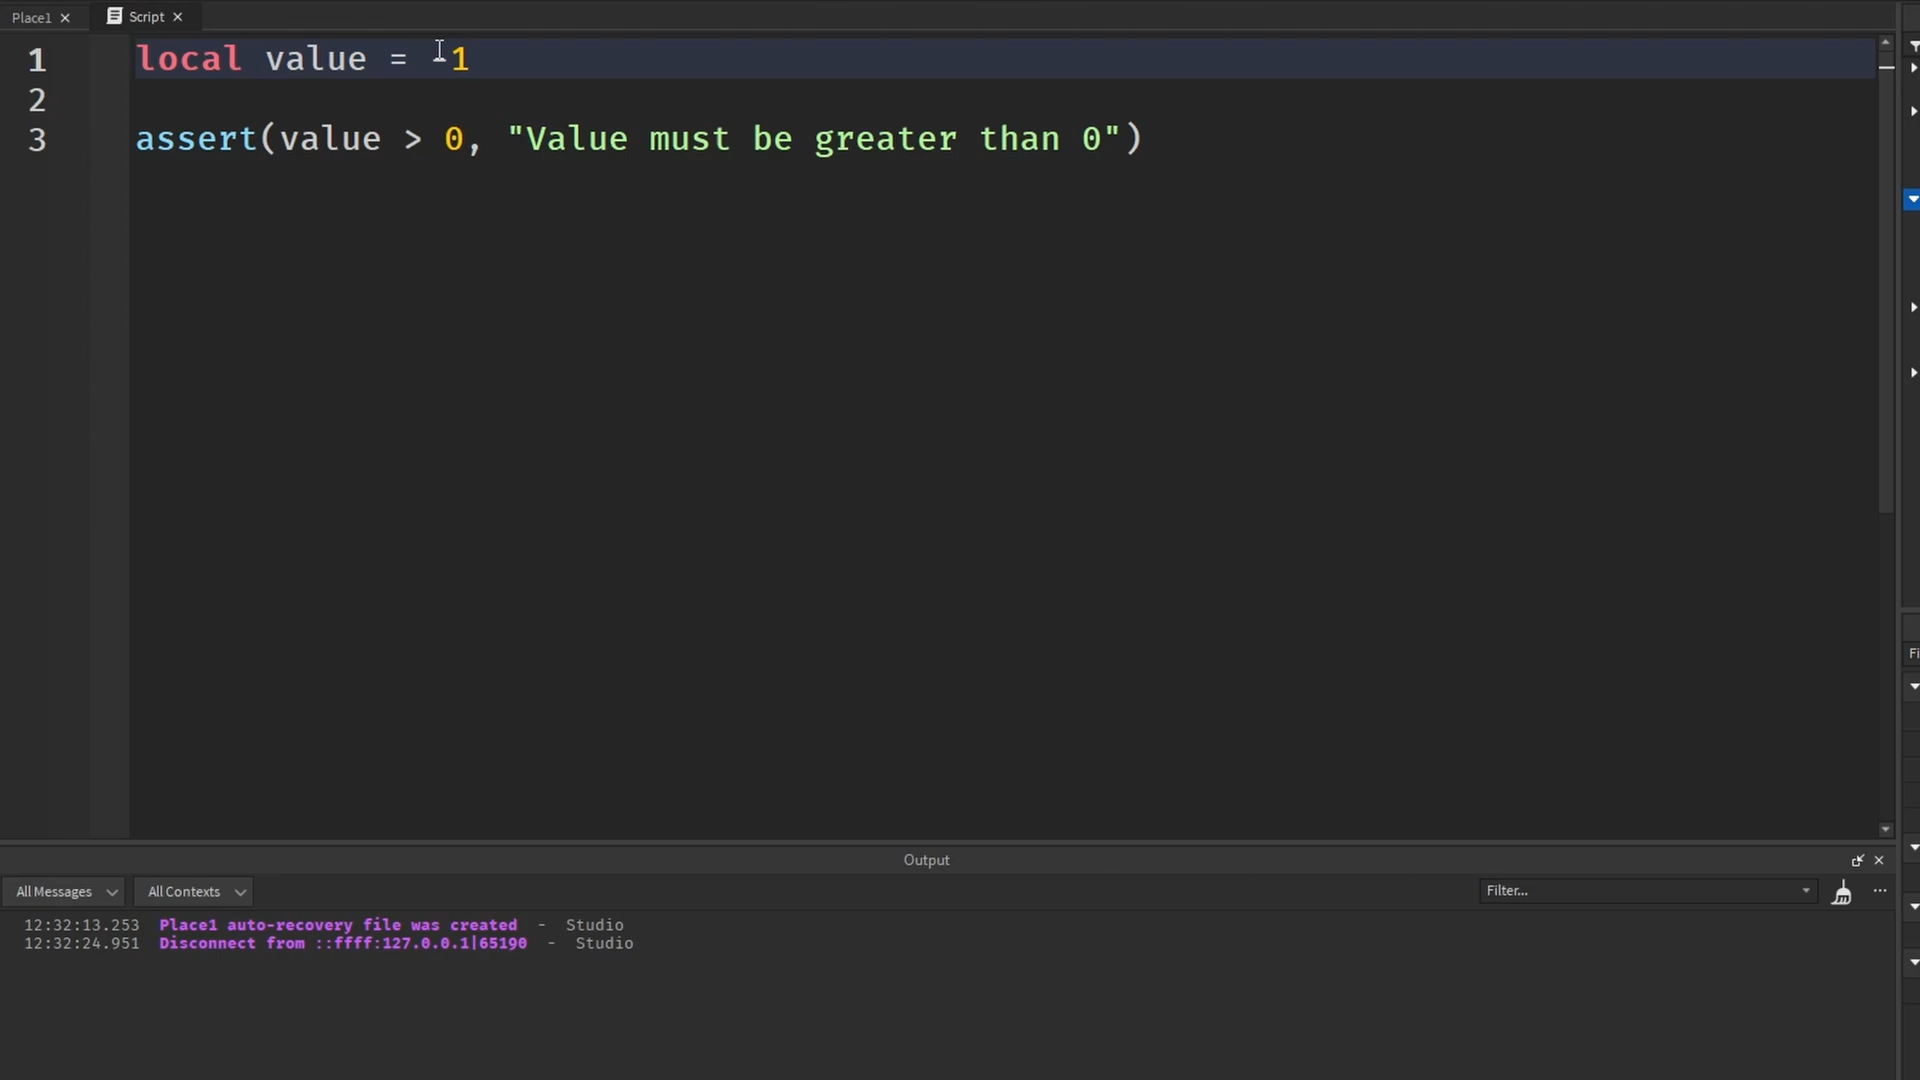 Place1
Script
1 local value = -1
2
3 assert(value > 0, "Value must be greater than 0")
Output
All Messages All Contexts Filter... ...
12:32:13.253 Place1 auto-recovery file was created - Studio
12:32:24.951 Disconnect from ::ffff:127.0.0.1|65190 - Studio